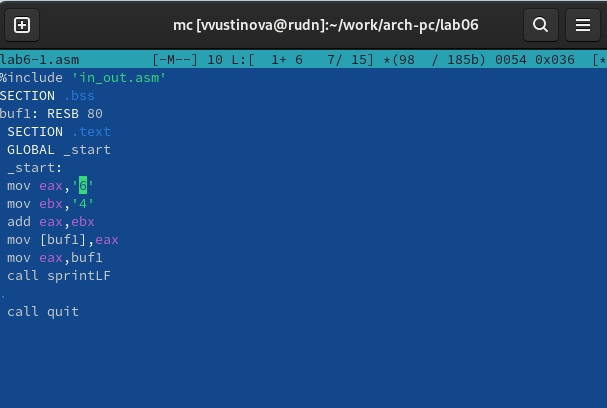 mc [vvustinova@rudn]:~/work/arch-pc/lab06
lab6-1.asm [-M--] 10 L:[ 1+ 6 7/ 15] *(98 / 185b) 0054 0x036 [*
%include 'in_out.asm'
SECTION .bss
buf1: RESB 80
SECTION .text
GLOBAL _start
_start:
mov eax,'6'
mov ebx,'4'
add eax,ebx
mov [buf1],eax
mov eax,buf1
call sprintLF
.
call quit